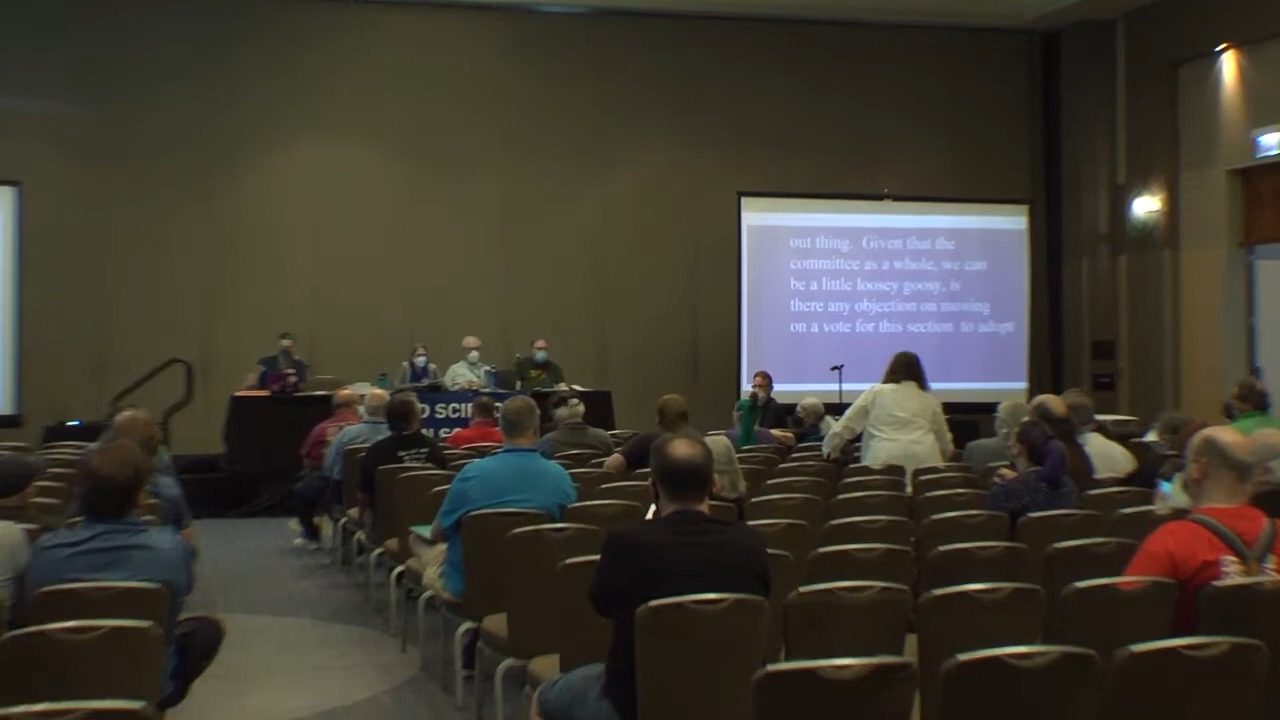 out thing. Given that the
committee as a whole, we can
be a little loosey goosy, is
there any objection on mowing
on a vote for this section to adopt